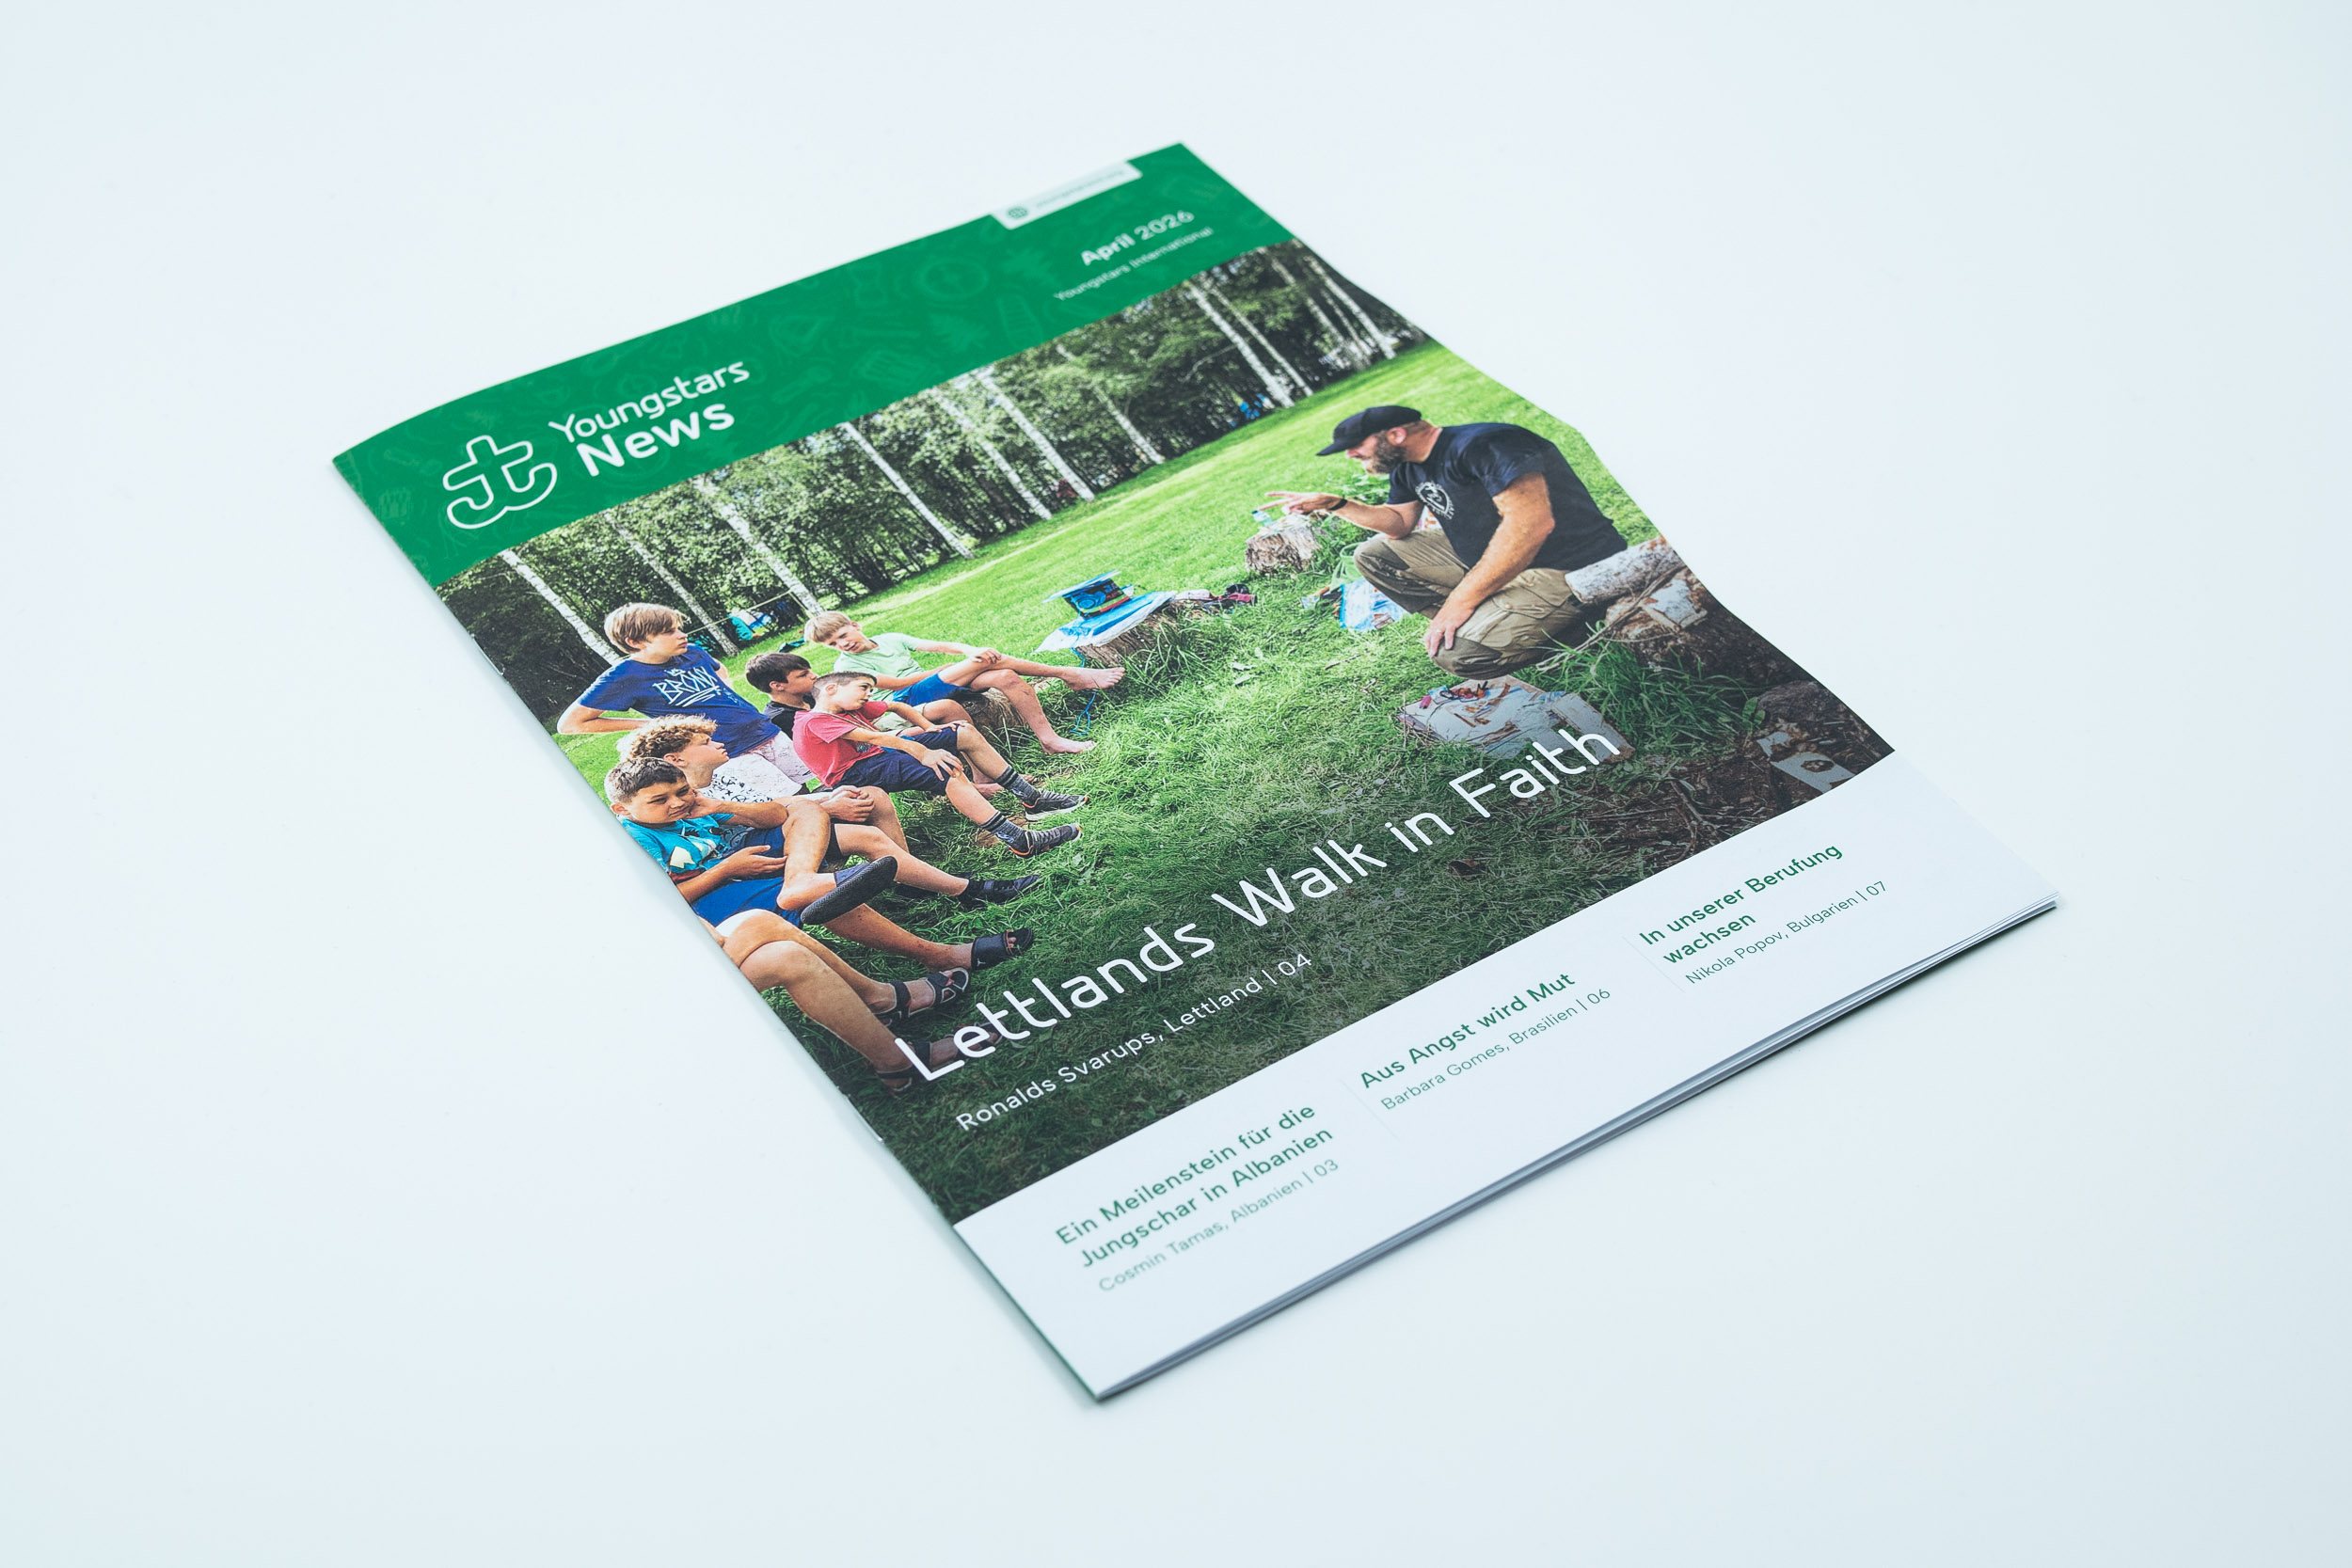 April 2026
Youngstars International
Youngstars
News
BRONX
Lettlands Walk in Faith
Ronalds Svarups, Lettland | 04
Ein Meilenstein für die
Jungschar in Albanien
Cosmin Tamas, Albanien | 03
Aus Angst wird Mut
Barbara Gomes, Brasilien | 06
In unserer Berufung
wachsen
Nikola Popov, Bulgarien | 07